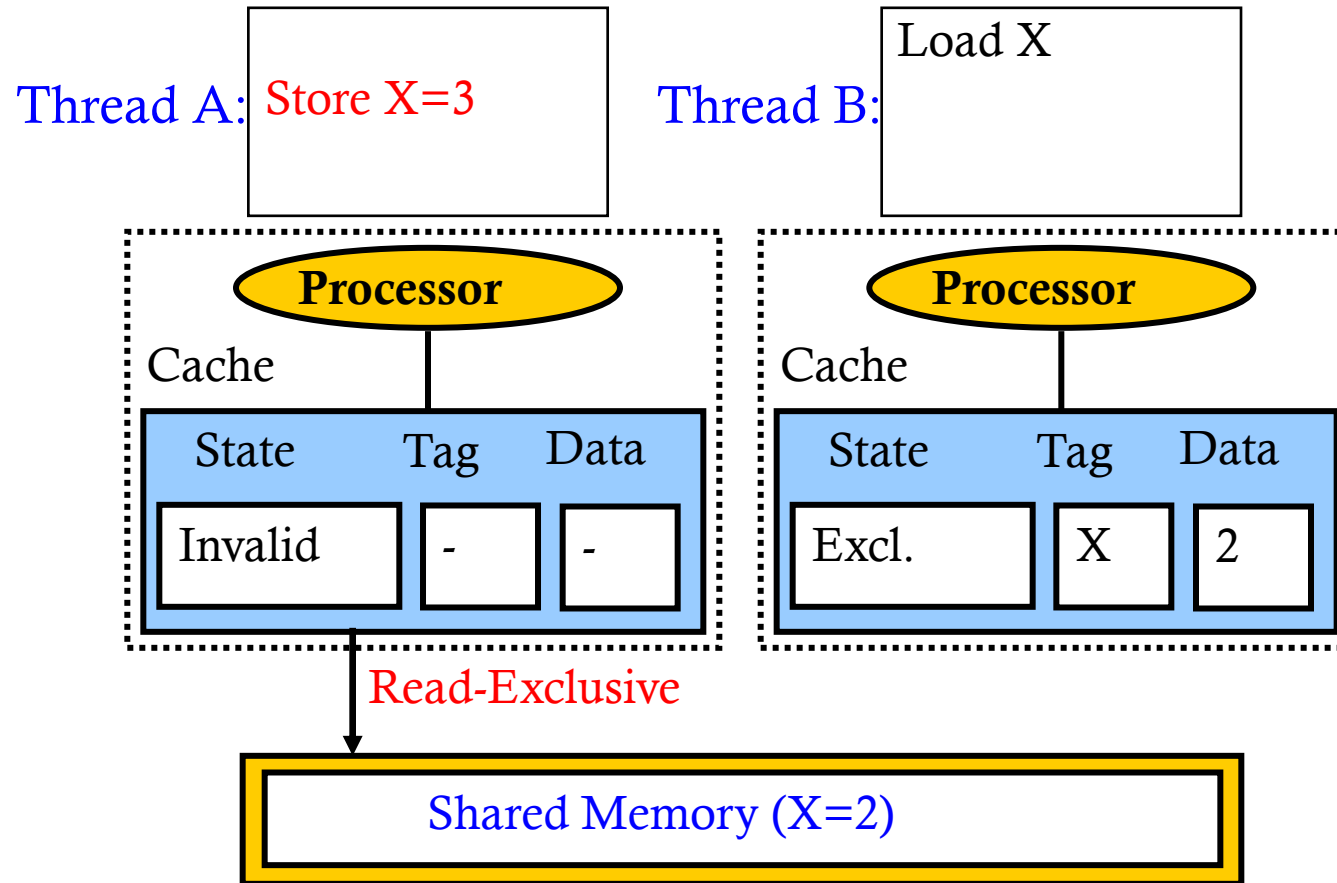 Thread A:
Store X=3
Thread B:
Load X
Processor
Cache
State Tag Data
Invalid - -
Processor
Cache
State Tag Data
Excl. X 2
Read-Exclusive
Shared Memory (X=2)